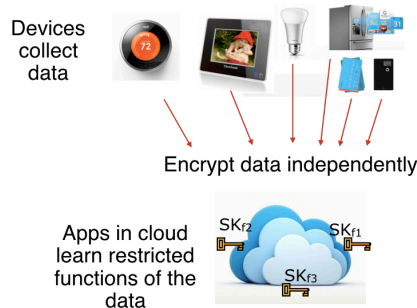 Devices
collect
data
72
31
Encrypt data independently
Apps in cloud
learn restricted
functions of the
data
SKf2
SKf1
SKf3